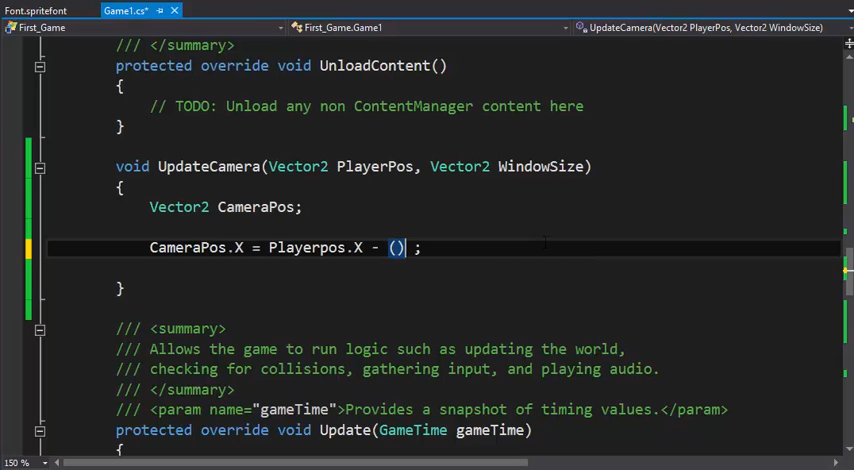 Font.spritefont
Game1.cs*
First_Game
First_Game.Game1
UpdateCamera(Vector2 PlayerPos, Vector2 WindowSize)
/// </summary>
protected override void UnloadContent()
{
// TODO: Unload any non ContentManager content here
}
void UpdateCamera(Vector2 PlayerPos, Vector2 WindowSize)
{
Vector2 CameraPos;
CameraPos.X = Playerpos.X - () ;
}
/// <summary>
/// Allows the game to run logic such as updating the world,
/// checking for collisions, gathering input, and playing audio.
/// </summary>
/// <param name="gameTime">Provides a snapshot of timing values.</param>
protected override void Update(GameTime gameTime)
{
150 %